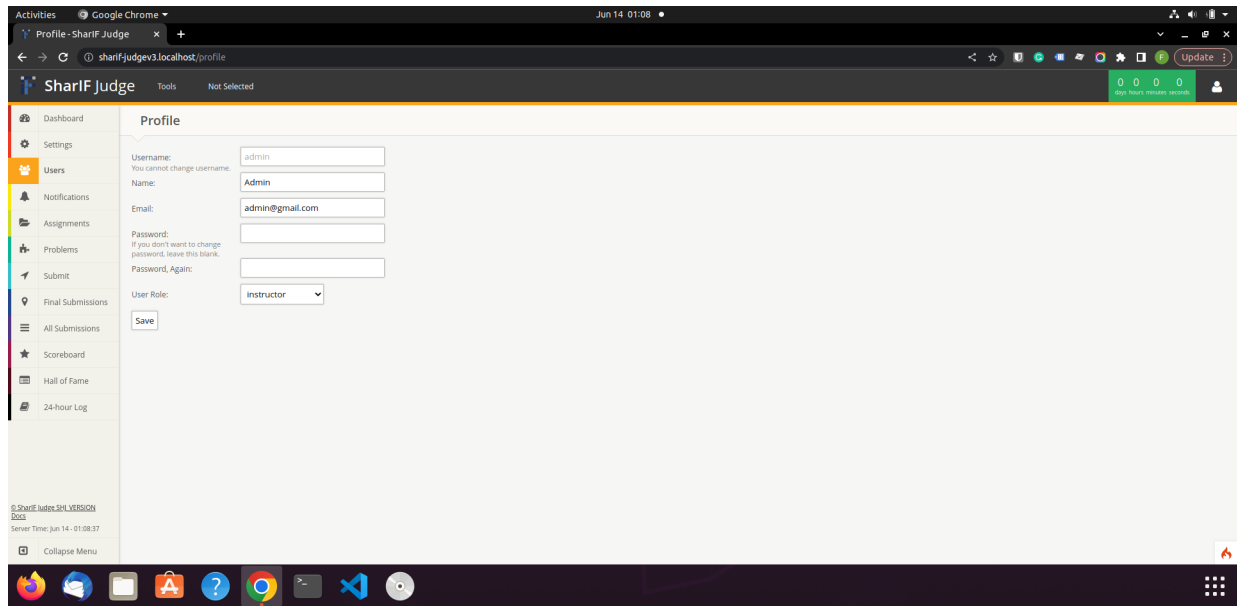 Activities Google Chrome Jun 14 01:08
Profile - SharIF Judge
sharif-judgev3.localhost/profile F Update
SharIF Judge Tools Not Selected 0 0 0 0
days hours minutes seconds
Dashboard
Profile
Settings
Users
Notifications
Assignments
Problems
Submit
Final Submissions
All Submissions
Scoreboard
Hall of Fame
24-hour Log
Username: admin
You cannot change username.
Name: Admin
Email: admin@gmail.com
Password:
If you don't want to change
password, leave this blank.
Password, Again:
User Role: instructor
Save
© SharIF Judge SHJ_VERSION
Docs
Server Time: Jun 14 - 01:08:37
Collapse Menu